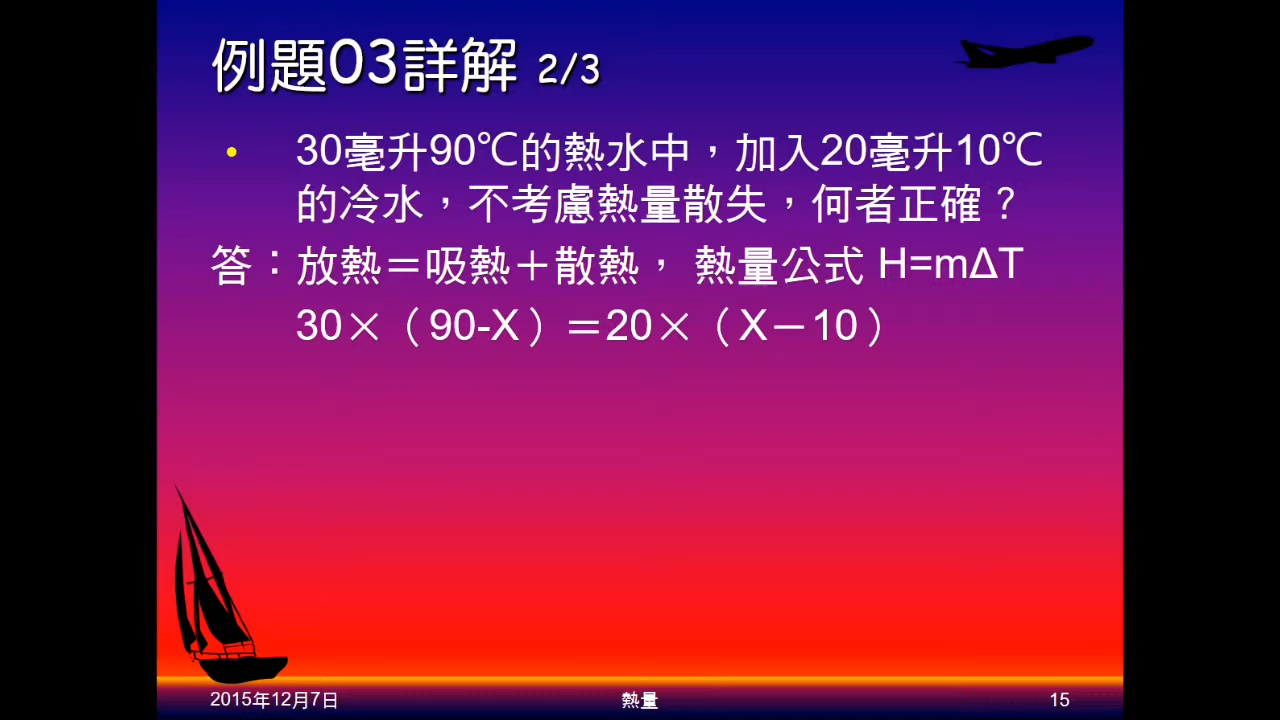 例題03詳解 2/3
• 30毫升90℃的熱水中，加入20毫升10℃
的冷水，不考慮熱量散失，何者正確？
答：放熱＝吸熱＋散熱， 熱量公式 H=mΔT
30×（90-X）＝20×（X－10）
2015年12月7日 熱量 15